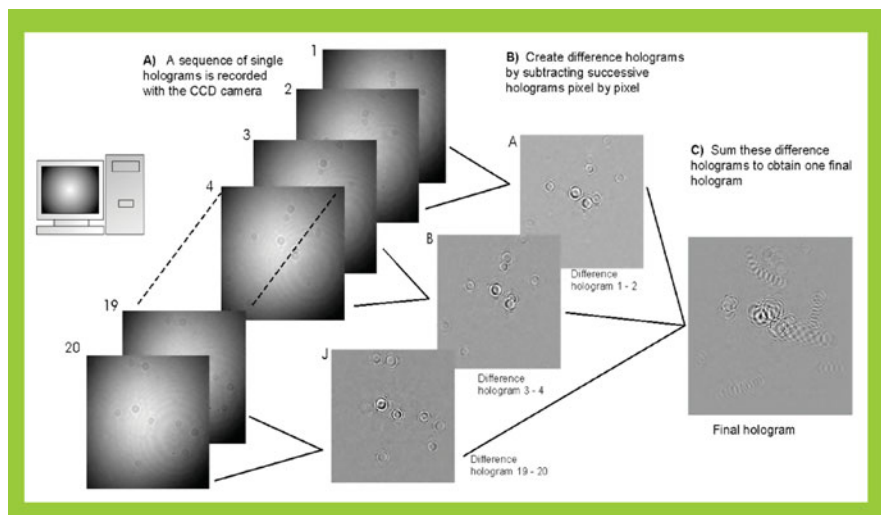 A) A sequence of single
holograms is recorded
with the CCD camera
1
2
3
4
19
20
B) Create difference holograms
by subtracting successive
holograms pixel by pixel
A
Difference
hologram 1 - 2
B
Difference
hologram 3 - 4
J
Difference
hologram 19 - 20
C) Sum these difference
holograms to obtain one final
hologram
Final hologram